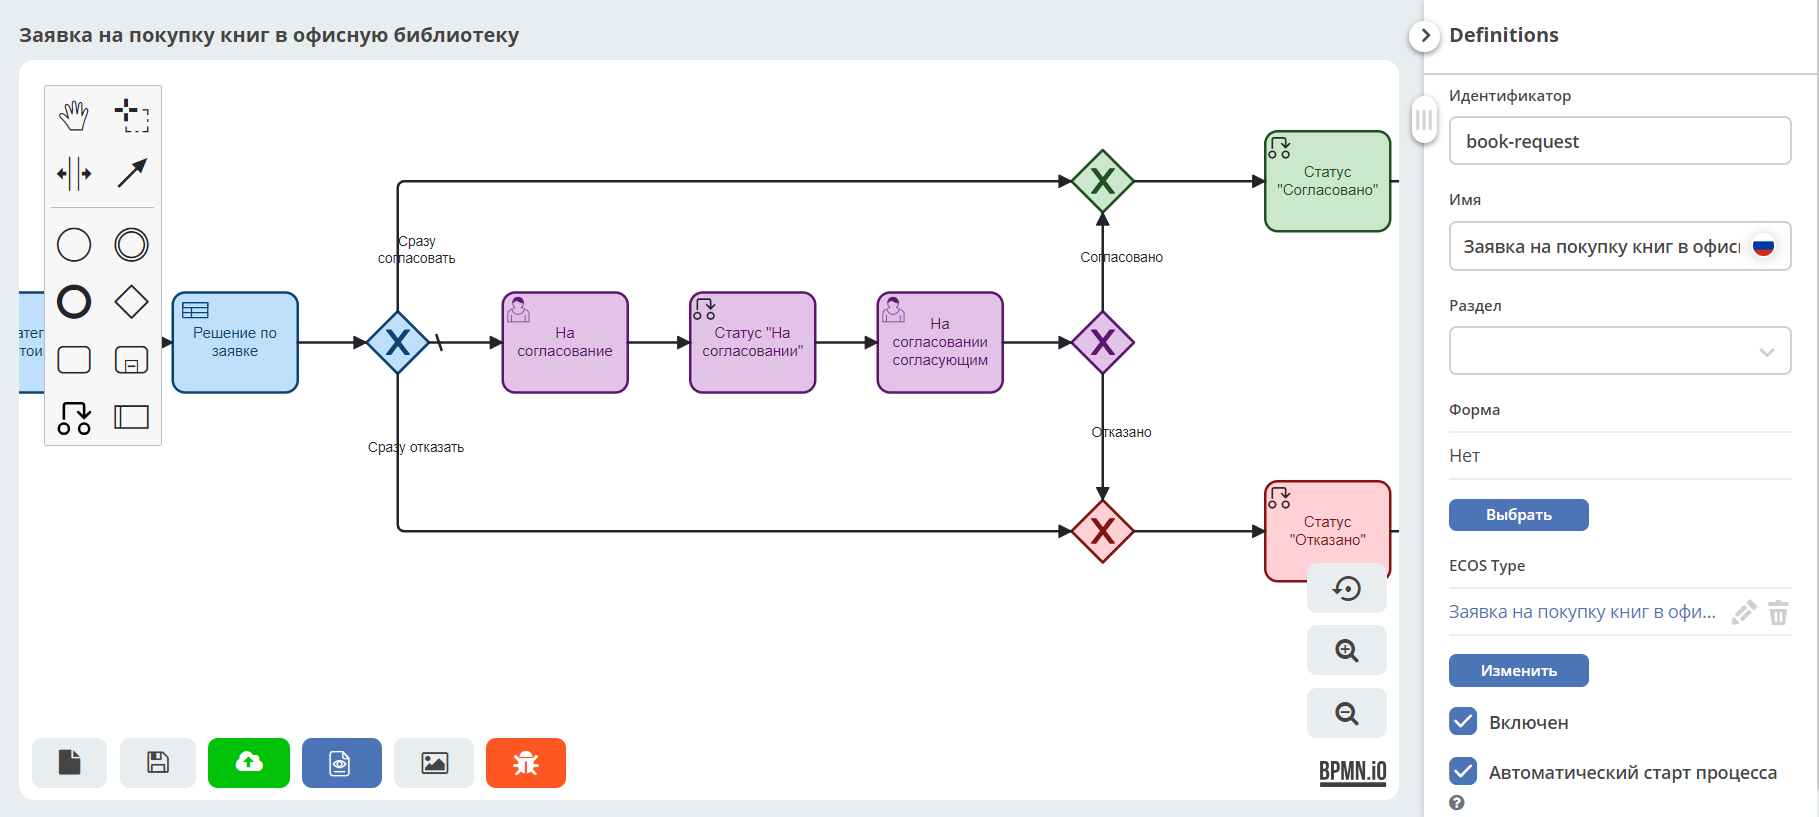 Заявка на покупку книг в офисную библиотеку
Definitions
Идентификатор
book-request
Имя
Заявка на покупку книг в офис
Раздел
Форма
Нет
Выбрать
ECOS Type
Заявка на покупку книг в офи...
Изменить
Включен
Автоматический старт процесса
Решение по
заявке
Сразу
согласовать
Сразу отказать
На
согласование
Статус "На
согласовании"
На
согласовании
согласующим
Согласовано
Отказано
Статус
"Согласовано"
Статус
"Отказано"
BPMN.iO